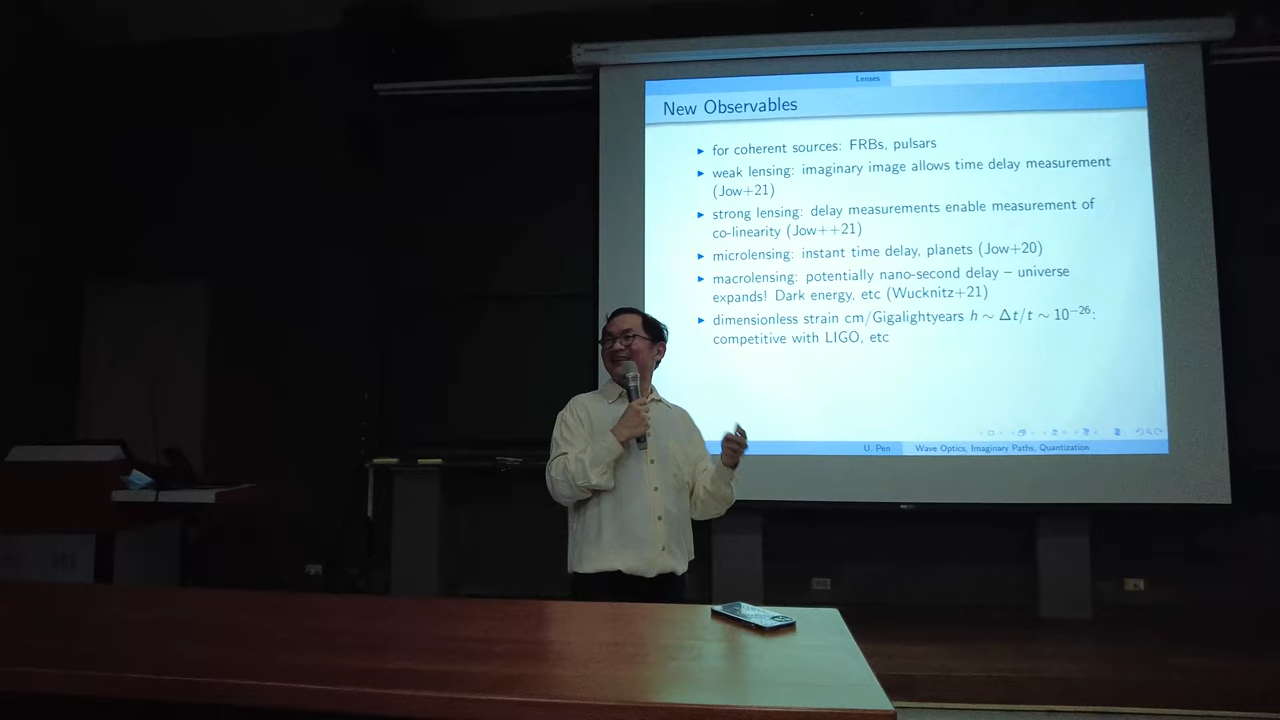 Lenses
New Observables
▶ for coherent sources: FRBs, pulsars
▶ weak lensing: imaginary image allows time delay measurement
(Jow+21)
▶ strong lensing: delay measurements enable measurement of
co-linearity (Jow++21)
▶ microlensing: instant time delay, planets (Jow+20)
▶ macrolensing: potentially nano-second delay – universe
expands! Dark energy, etc (Wucknitz+21)
▶ dimensionless strain cm/Gigalightyears h ∼ Δt/t ∼ 10⁻²⁶:
competitive with LIGO, etc
U. Pen Wave Optics, Imaginary Paths, Quantization